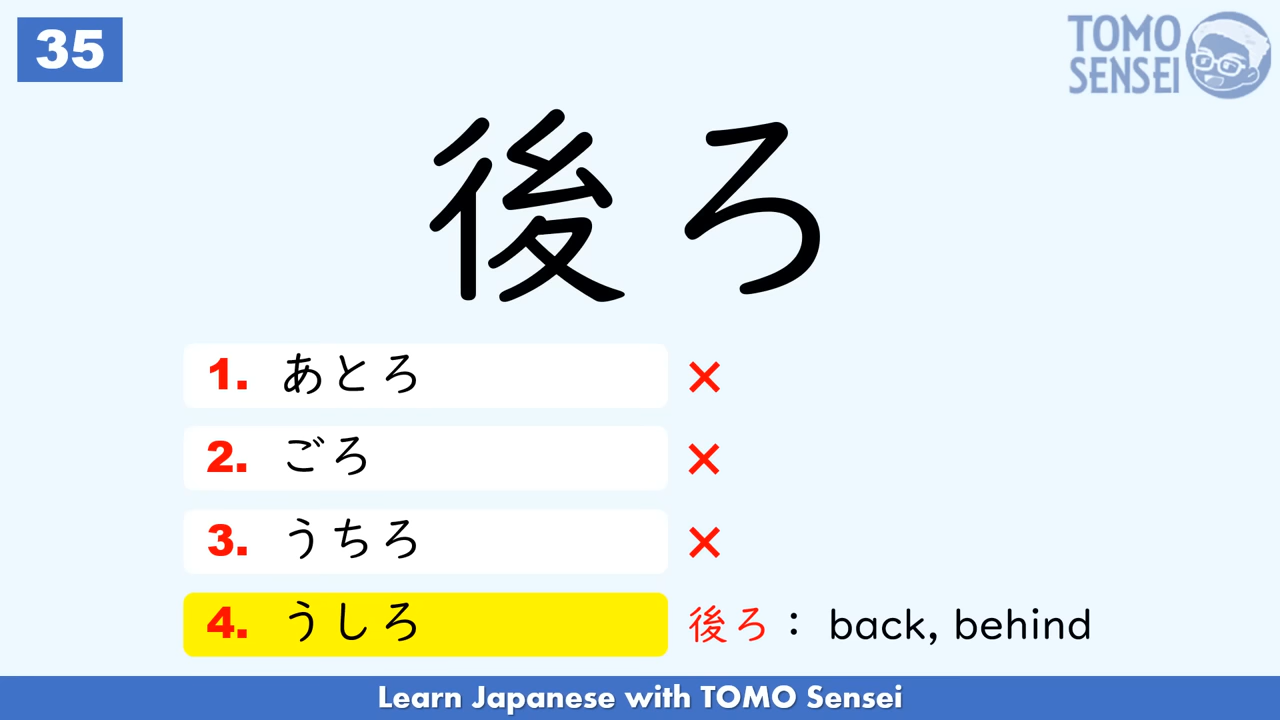 35
TOMO
SENSEI
後ろ
1. あとろ ×
2. ごろ ×
3. うちろ ×
4. うしろ 後ろ： back, behind
Learn Japanese with TOMO Sensei